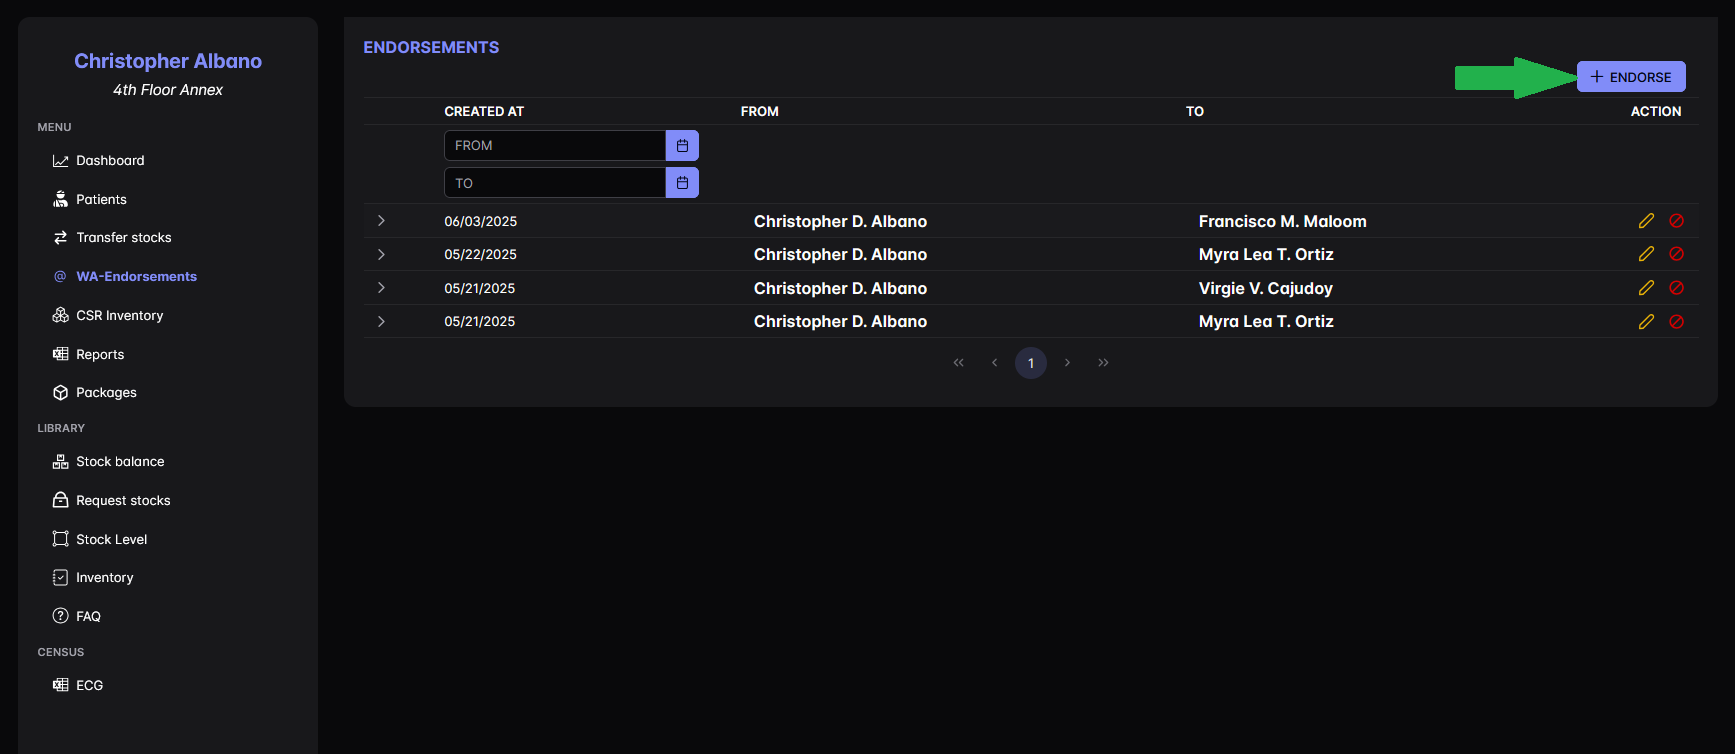 Christopher Albano
4th Floor Annex
MENU
Dashboard
Patients
Transfer stocks
WA-Endorsements
CSR Inventory
Reports
Packages
LIBRARY
Stock balance
Request stocks
Stock Level
Inventory
FAQ
CENSUS
ECG
ENDORSEMENTS
+ ENDORSE
CREATED AT FROM TO ACTION
FROM
TO
06/03/2025 Christopher D. Albano Francisco M. Maloom
05/22/2025 Christopher D. Albano Myra Lea T. Ortiz
05/21/2025 Christopher D. Albano Virgie V. Cajudoy
05/21/2025 Christopher D. Albano Myra Lea T. Ortiz
1